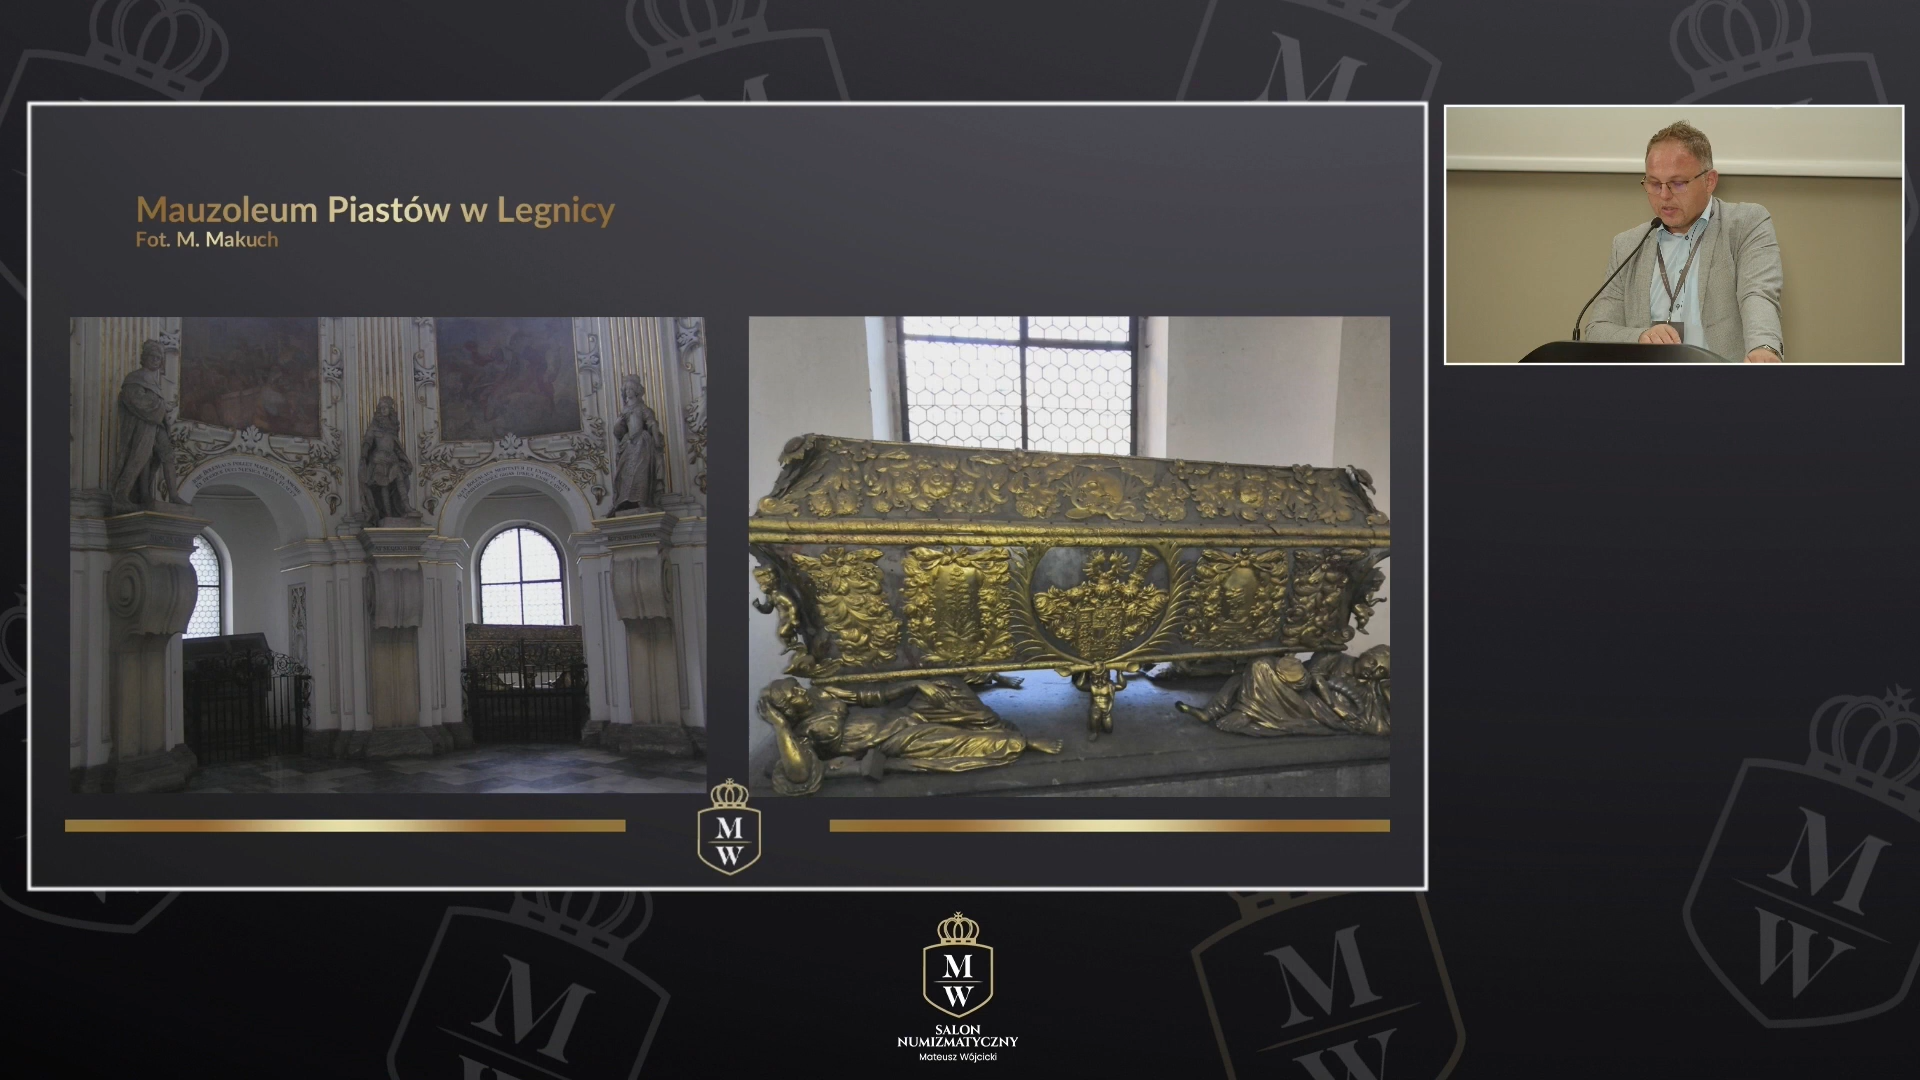 Mauzoleum Piastów w Legnicy
Fot. M. Makuch
M
W
M
W
SALON
NUMIZMATYCZNY
Mateusz Wójcicki